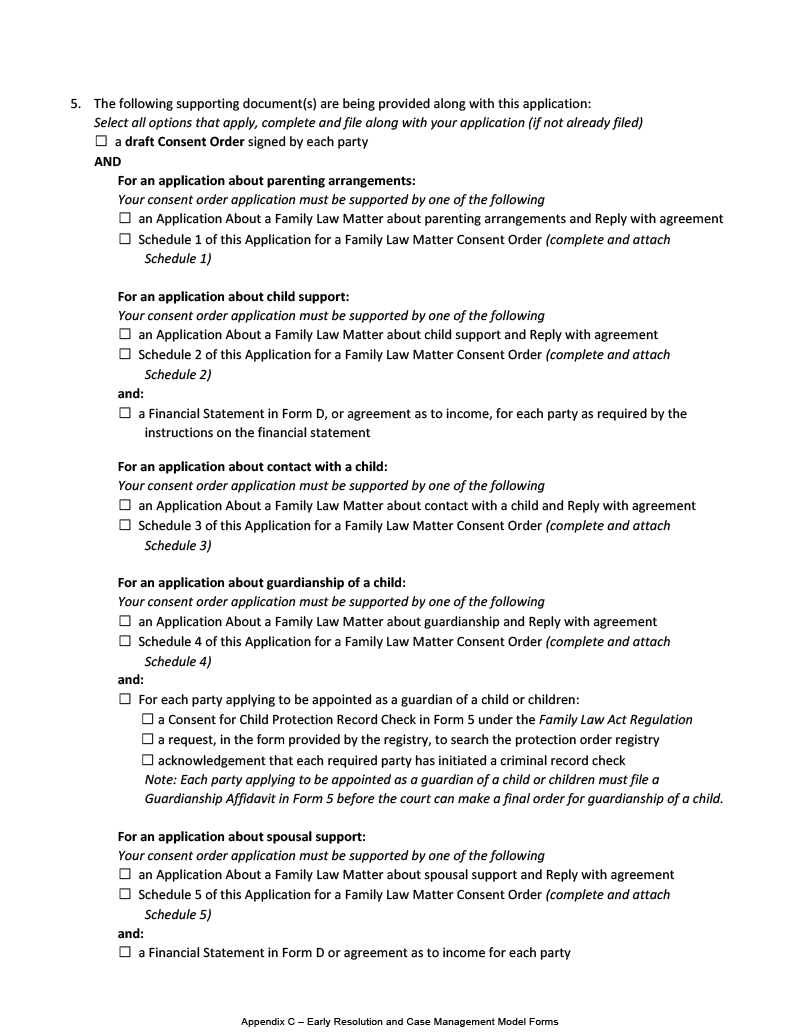 5. The following supporting document(s) are being provided along with this application:
Select all options that apply, complete and file along with your application (if not already filed)
☐ a draft Consent Order signed by each party
AND
For an application about parenting arrangements:
Your consent order application must be supported by one of the following
☐ an Application About a Family Law Matter about parenting arrangements and Reply with agreement
☐ Schedule 1 of this Application for a Family Law Matter Consent Order (complete and attach
Schedule 1)
For an application about child support:
Your consent order application must be supported by one of the following
☐ an Application About a Family Law Matter about child support and Reply with agreement
☐ Schedule 2 of this Application for a Family Law Matter Consent Order (complete and attach
Schedule 2)
and:
☐ a Financial Statement in Form D, or agreement as to income, for each party as required by the
instructions on the financial statement
For an application about contact with a child:
Your consent order application must be supported by one of the following
☐ an Application About a Family Law Matter about contact with a child and Reply with agreement
☐ Schedule 3 of this Application for a Family Law Matter Consent Order (complete and attach
Schedule 3)
For an application about guardianship of a child:
Your consent order application must be supported by one of the following
☐ an Application About a Family Law Matter about guardianship and Reply with agreement
☐ Schedule 4 of this Application for a Family Law Matter Consent Order (complete and attach
Schedule 4)
and:
☐ For each party applying to be appointed as a guardian of a child or children:
☐ a Consent for Child Protection Record Check in Form 5 under the Family Law Act Regulation
☐ a request, in the form provided by the registry, to search the protection order registry
☐ acknowledgement that each required party has initiated a criminal record check
Note: Each party applying to be appointed as a guardian of a child or children must file a
Guardianship Affidavit in Form 5 before the court can make a final order for guardianship of a child.
For an application about spousal support:
Your consent order application must be supported by one of the following
☐ an Application About a Family Law Matter about spousal support and Reply with agreement
☐ Schedule 5 of this Application for a Family Law Matter Consent Order (complete and attach
Schedule 5)
and:
☐ a Financial Statement in Form D or agreement as to income for each party
Appendix C – Early Resolution and Case Management Model Forms